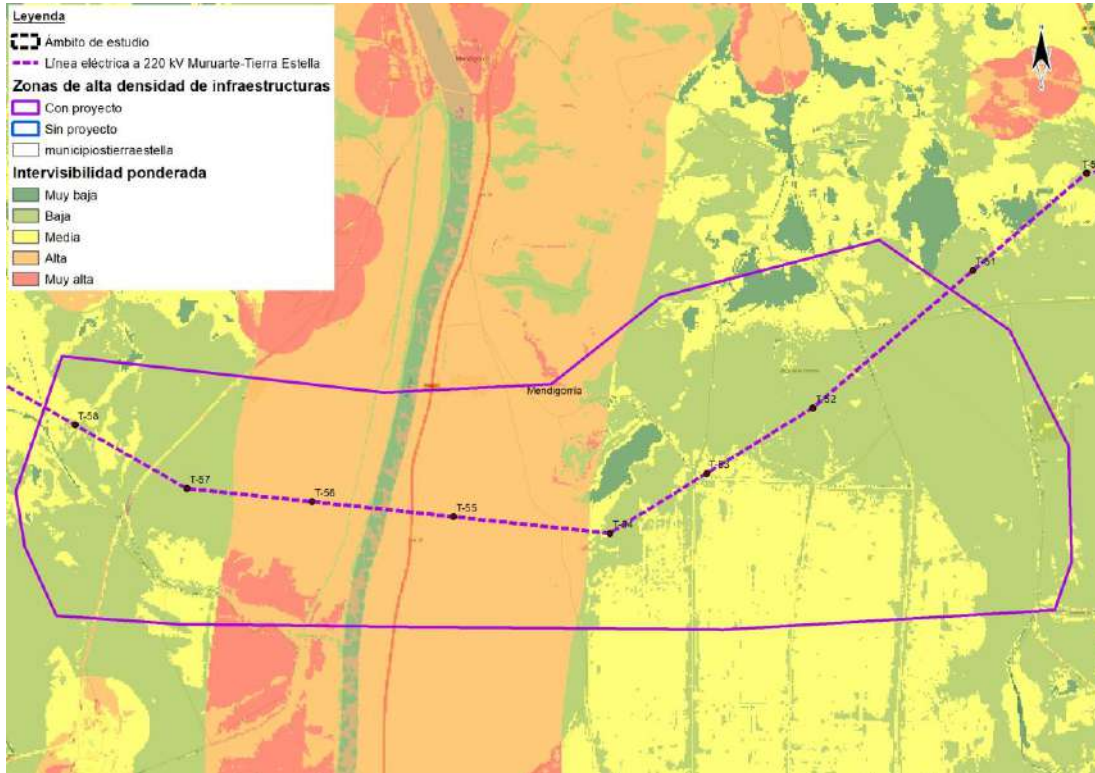 Leyenda
Ámbito de estudio
Línea eléctrica a 220 kV Muruarte-Tierra Estella
Zonas de alta densidad de infraestructuras
Con proyecto
Sin proyecto
municipiostierraestella
Intervisibilidad ponderada
Muy baja
Baja
Media
Alta
Muy alta
T-51
Mendigorria
T-52
T-58
T-53
T-57
T-56
T-55
T-54